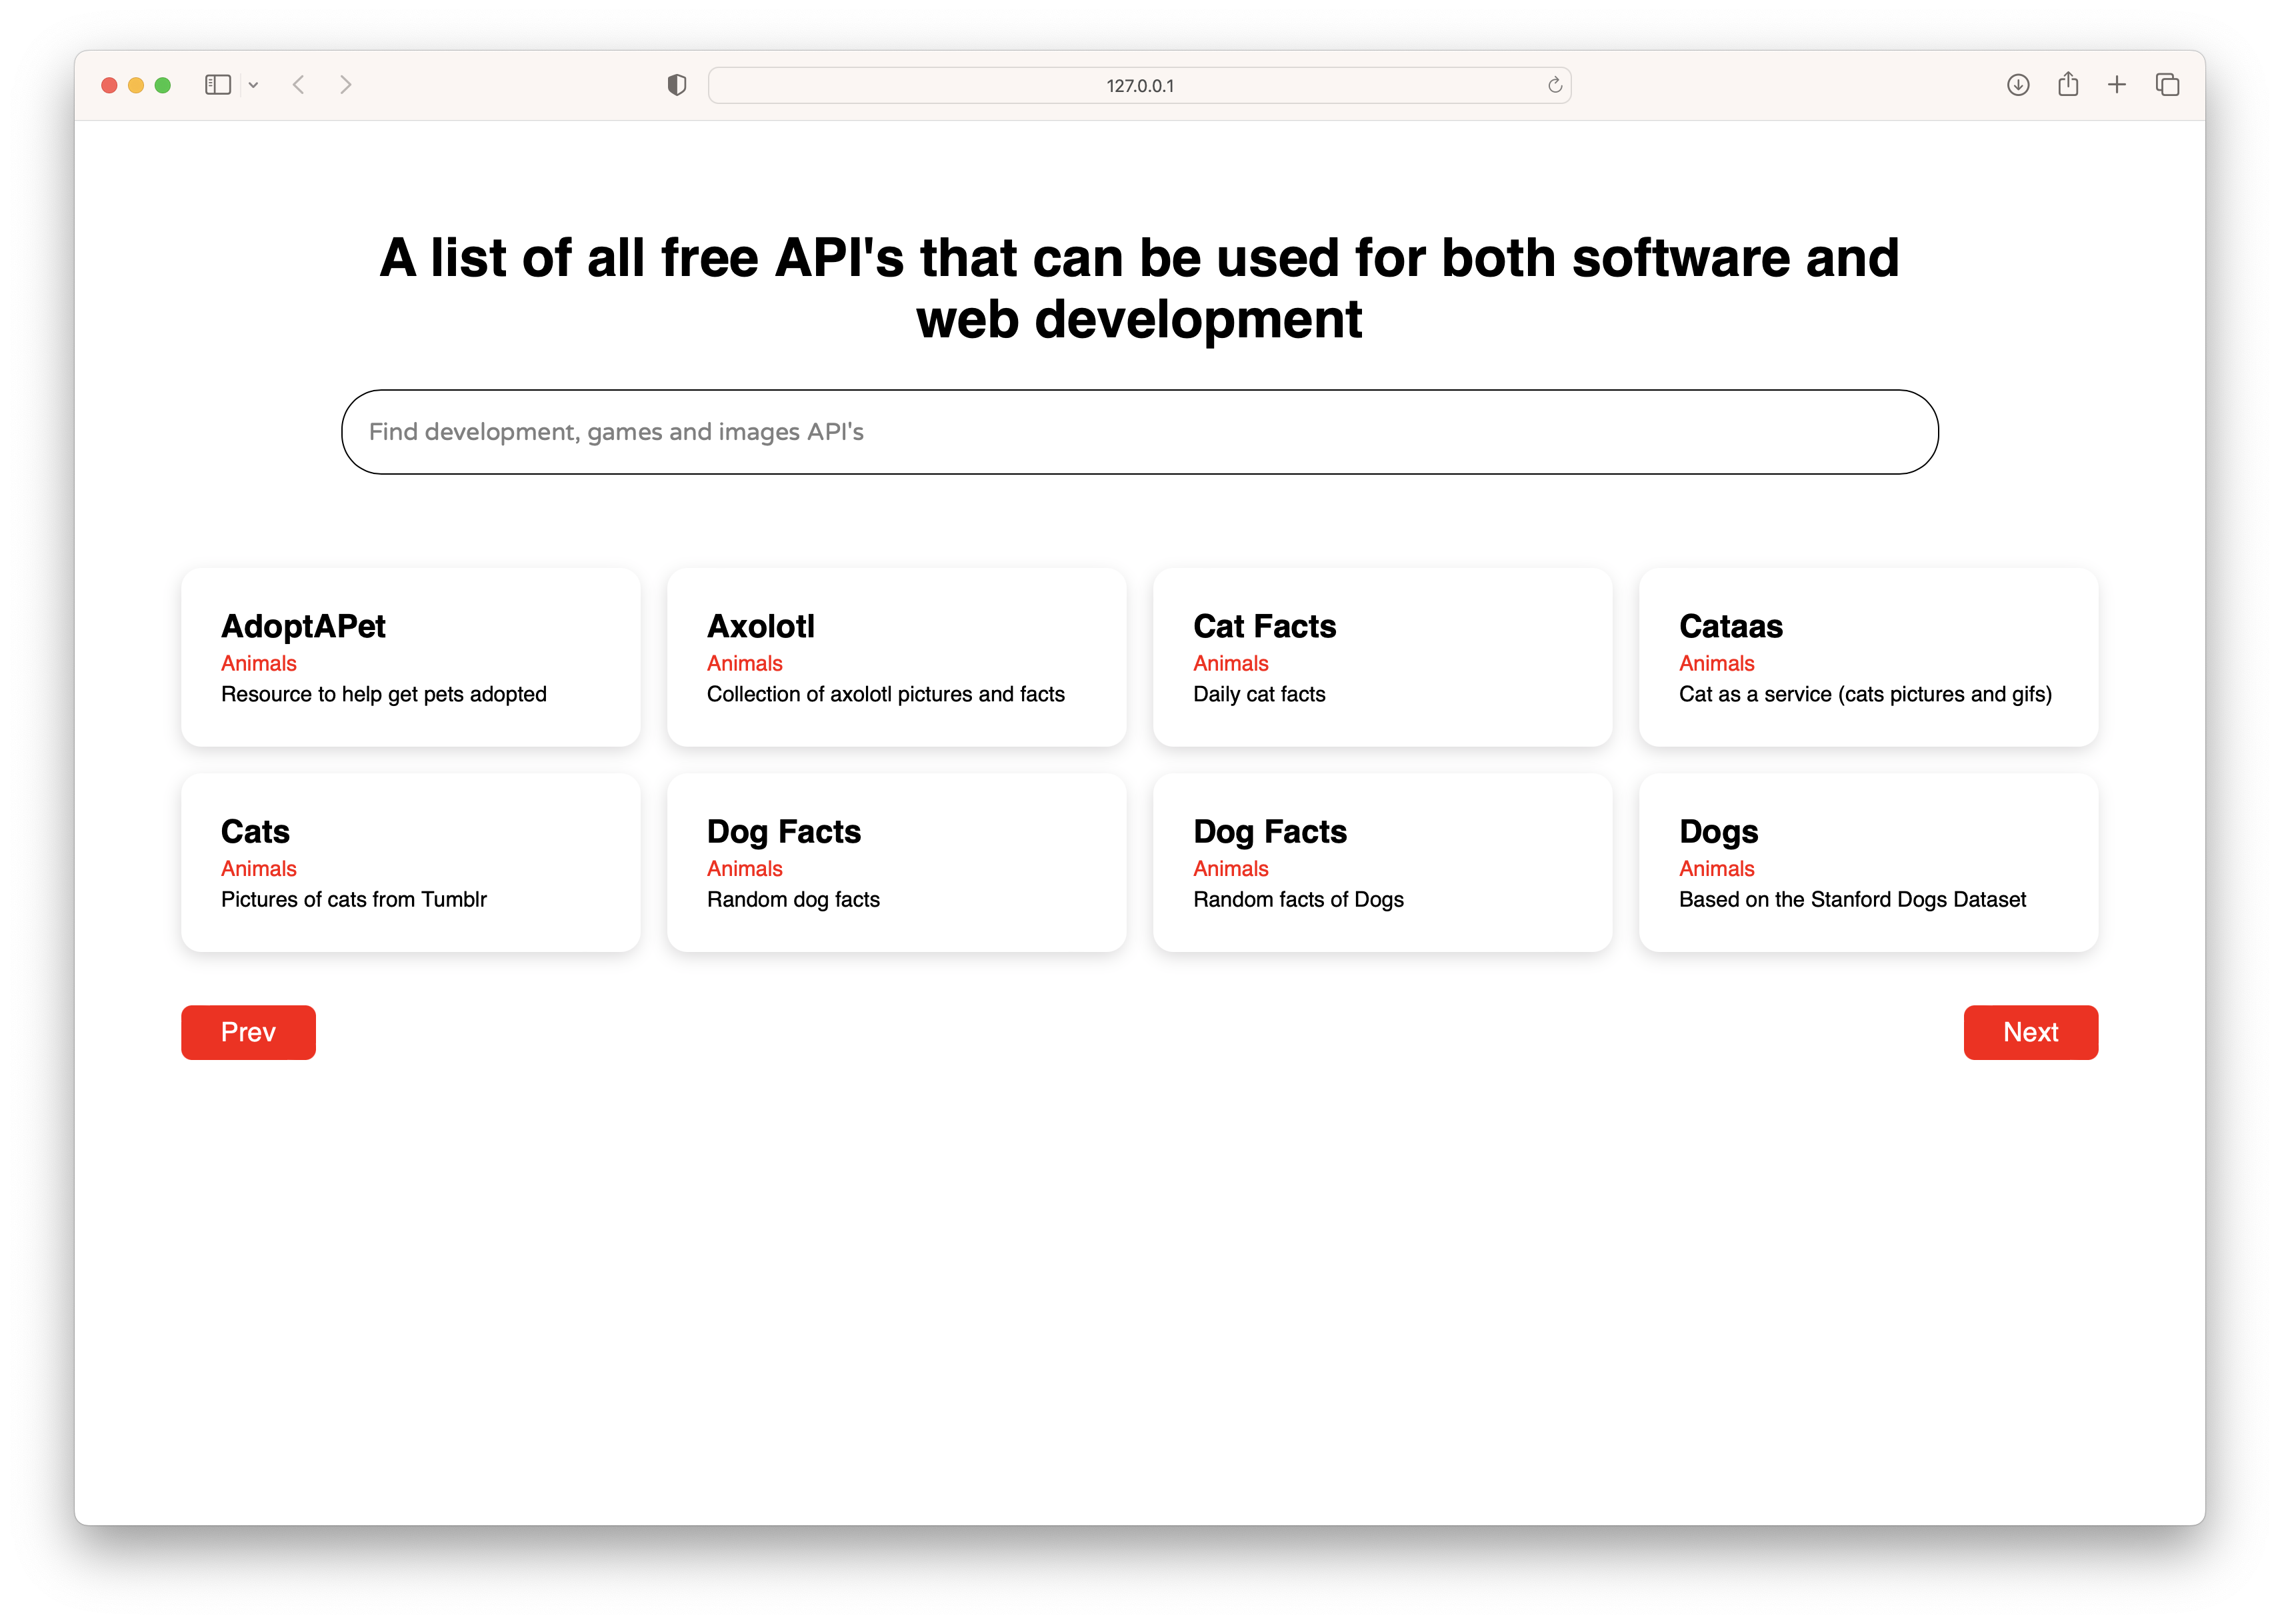 127.0.0.1
A list of all free API's that can be used for both software and
web development
Find development, games and images API's
AdoptAPet
Animals
Resource to help get pets adopted
Axolotl
Animals
Collection of axolotl pictures and facts
Cat Facts
Animals
Daily cat facts
Cataas
Animals
Cat as a service (cats pictures and gifs)
Cats
Animals
Pictures of cats from Tumblr
Dog Facts
Animals
Random dog facts
Dog Facts
Animals
Random facts of Dogs
Dogs
Animals
Based on the Stanford Dogs Dataset
Prev
Next